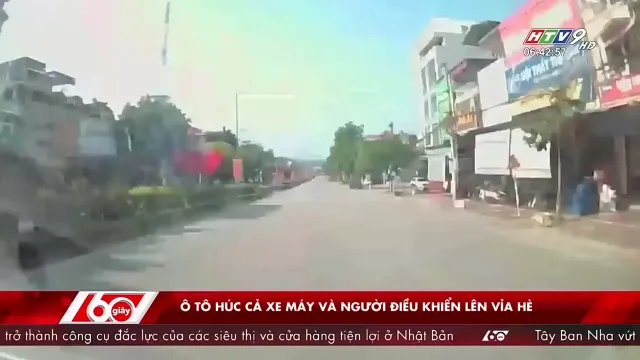 HTV9 HD
06:42:57
60 giây
Ô TÔ HÚC CẢ XE MÁY VÀ NGƯỜI ĐIỀU KHIỂN LÊN VỈA HÈ
trở thành công cụ đắc lực của các siêu thị và cửa hàng tiện lợi ở Nhật Bản 60 Tây Ban Nha vứt